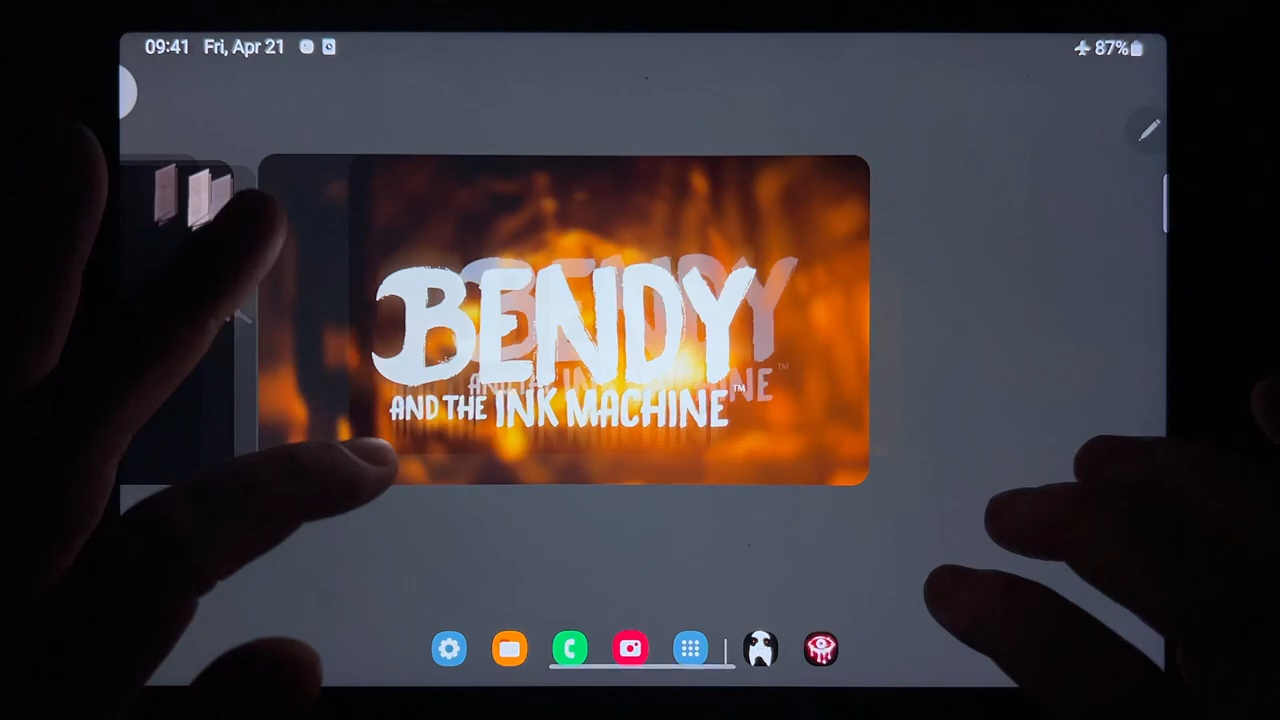 09:41 Fri, Apr 21
87%
BENDY
AND THE INK MACHINE™